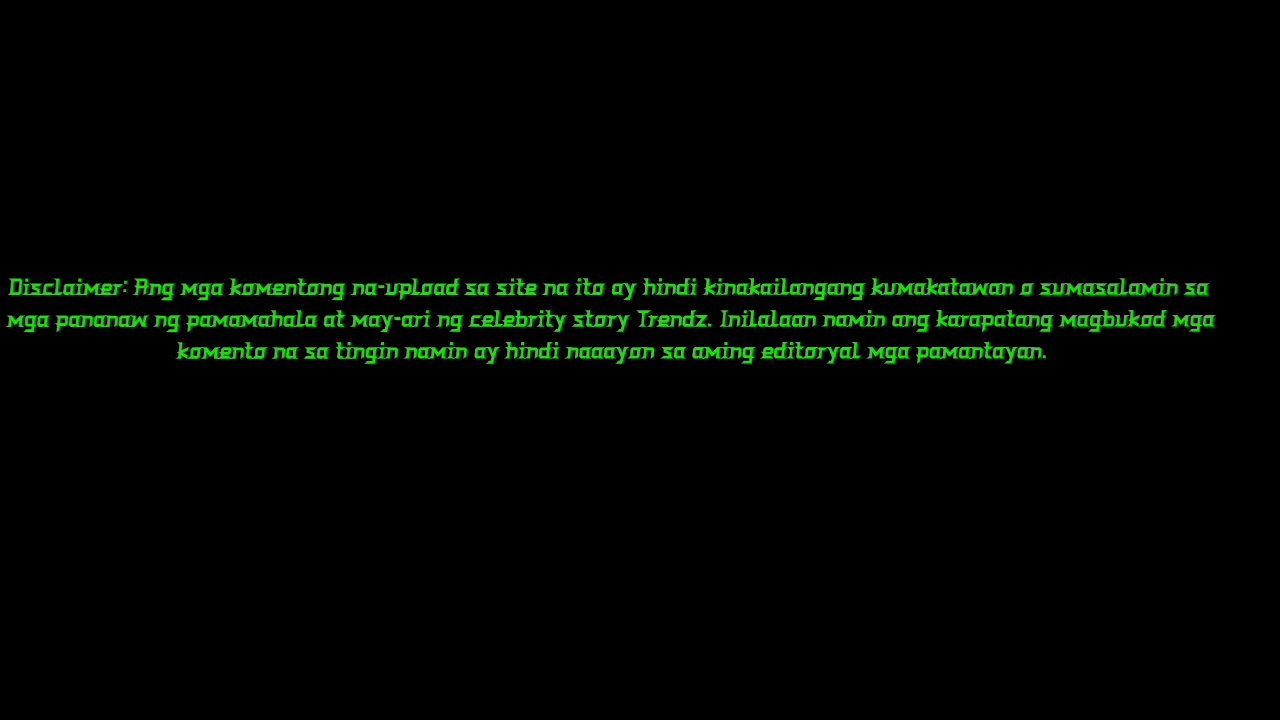 Disclaimer: Ang mga komentong na-upload sa site na ito ay hindi kinakailangang kumakatawan o sumasalamin sa
mga pananaw ng pamamahala at may-ari ng celebrity story Trendz. Inilalaan namin ang karapatang magbukod mga
komento na sa tingin namin ay hindi naaayon sa aming editoryal mga pamantayan.